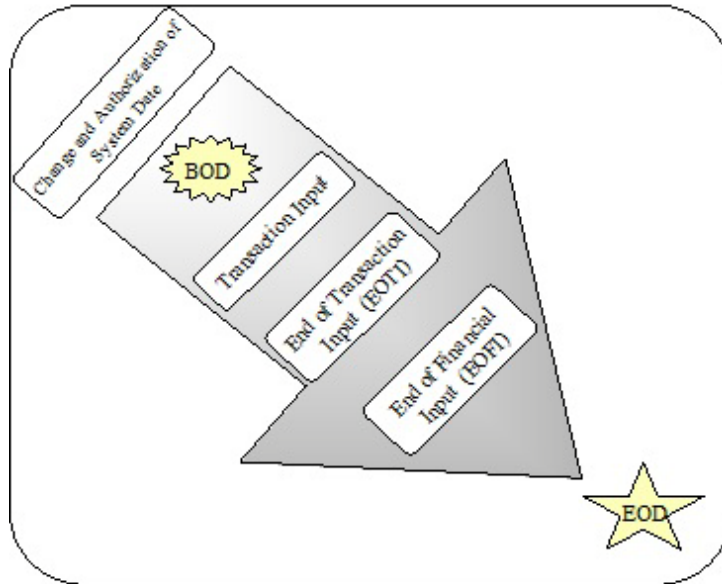 Change and Authorization of
System Date
BOD
Transaction Input
End of Transaction
Input (EOTI)
End of Financial
Input (EOFI)
EOD